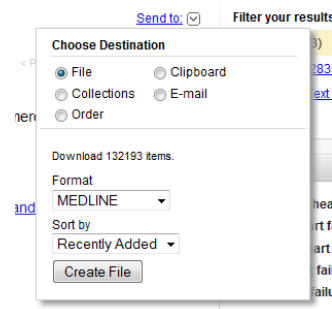 Send to: Filter your results
Choose Destination
File Clipboard
Collections E-mail
Order
Download 132193 items.
Format
MEDLINE
Sort by
Recently Added
Create File
and